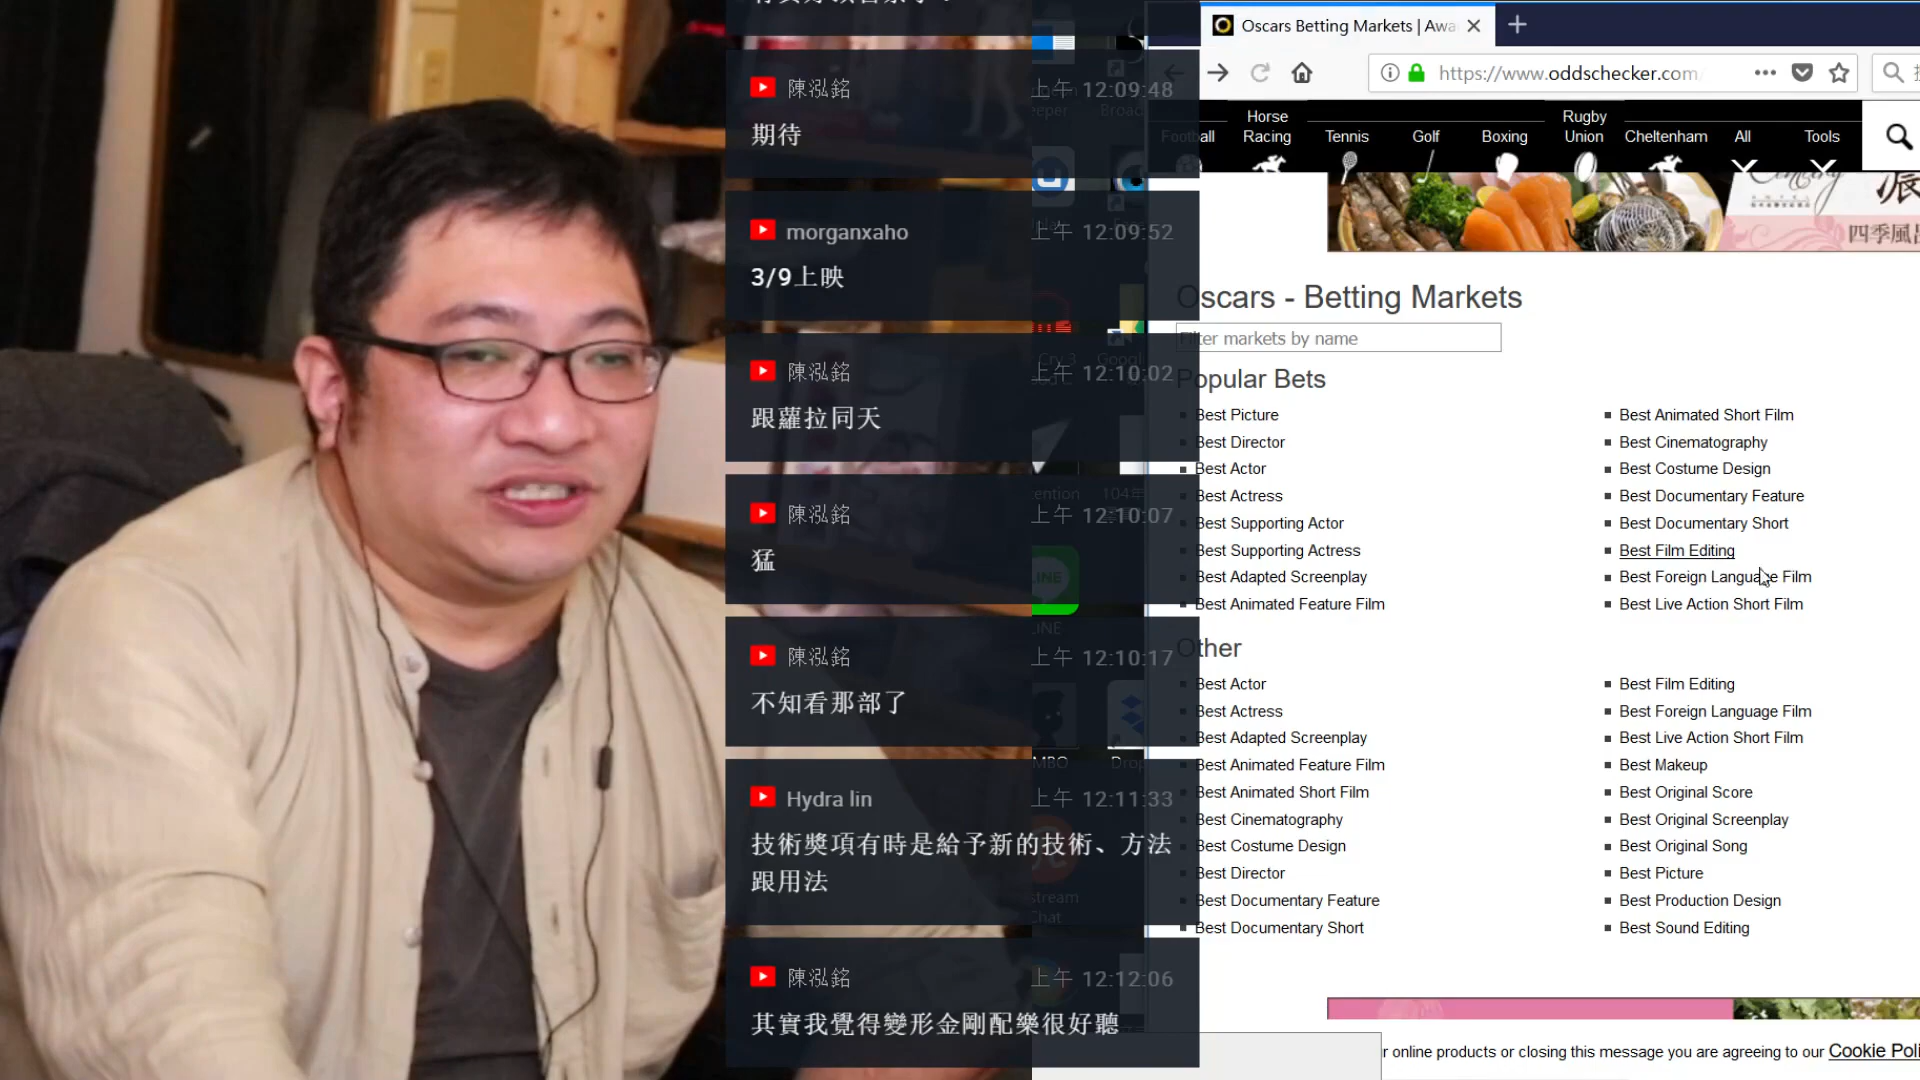 陳泓銘 上午 12:09:48
期待
morganxaho 上午 12:09:52
3/9上映
陳泓銘 上午 12:10:02
跟蘿拉同天
陳泓銘 上午 12:10:07
猛
陳泓銘 上午 12:10:17
不知看那部了
Hydra lin 上午 12:11:33
技術獎項有時是給予新的技術、方法
跟用法
陳泓銘 上午 12:12:06
其實我覺得變形金剛配樂很好聽
Oscars Betting Markets | Awa
https://www.oddschecker.com
Football
Horse Racing
Tennis
Golf
Boxing
Rugby Union
Cheltenham
All
Tools
四季風
Oscars - Betting Markets
Filter markets by name
Popular Bets
Best Picture
Best Director
Best Actor
Best Actress
Best Supporting Actor
Best Supporting Actress
Best Adapted Screenplay
Best Animated Feature Film
Best Animated Short Film
Best Cinematography
Best Costume Design
Best Documentary Feature
Best Documentary Short
Best Film Editing
Best Foreign Language Film
Best Live Action Short Film
Other
Best Actor
Best Actress
Best Adapted Screenplay
Best Animated Feature Film
Best Animated Short Film
Best Cinematography
Best Costume Design
Best Director
Best Documentary Feature
Best Documentary Short
Best Film Editing
Best Foreign Language Film
Best Live Action Short Film
Best Makeup
Best Original Score
Best Original Screenplay
Best Original Song
Best Picture
Best Production Design
Best Sound Editing
r online products or closing this message you are agreeing to our Cookie Poli